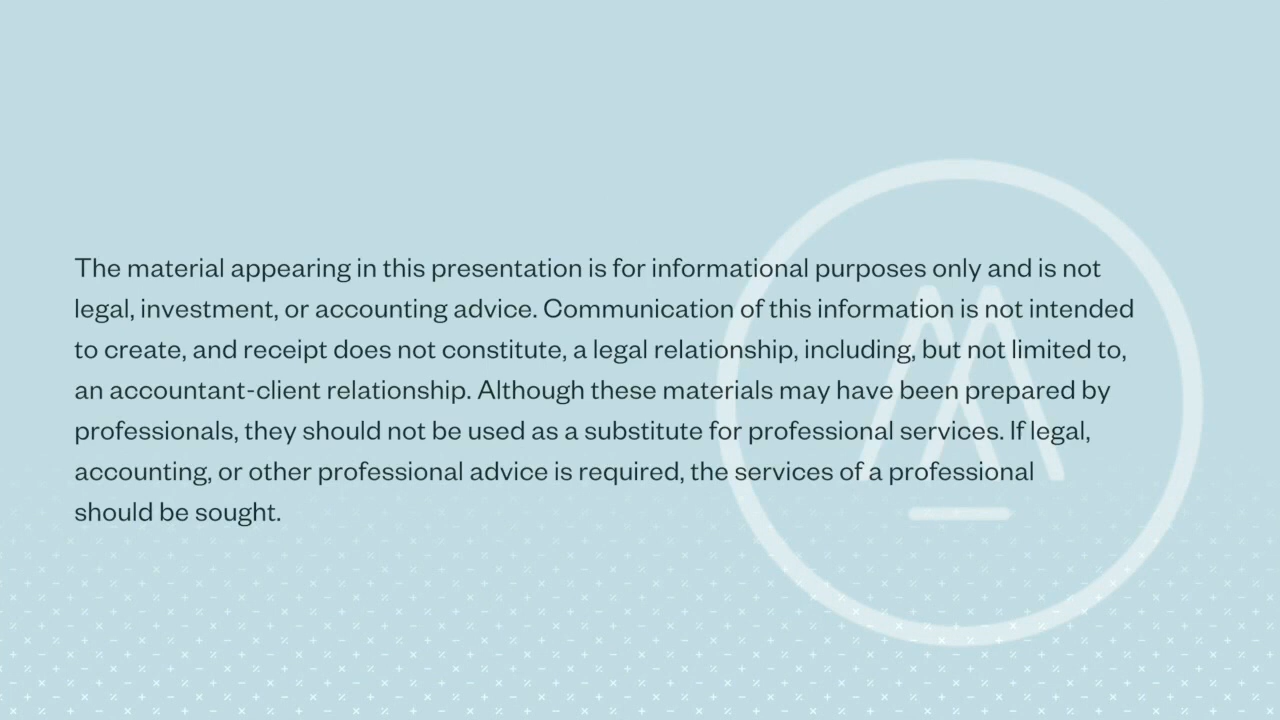 The material appearing in this presentation is for informational purposes only and is not
legal, investment, or accounting advice. Communication of this information is not intended
to create, and receipt does not constitute, a legal relationship, including, but not limited to,
an accountant-client relationship. Although these materials may have been prepared by
professionals, they should not be used as a substitute for professional services. If legal,
accounting, or other professional advice is required, the services of a professional
should be sought.